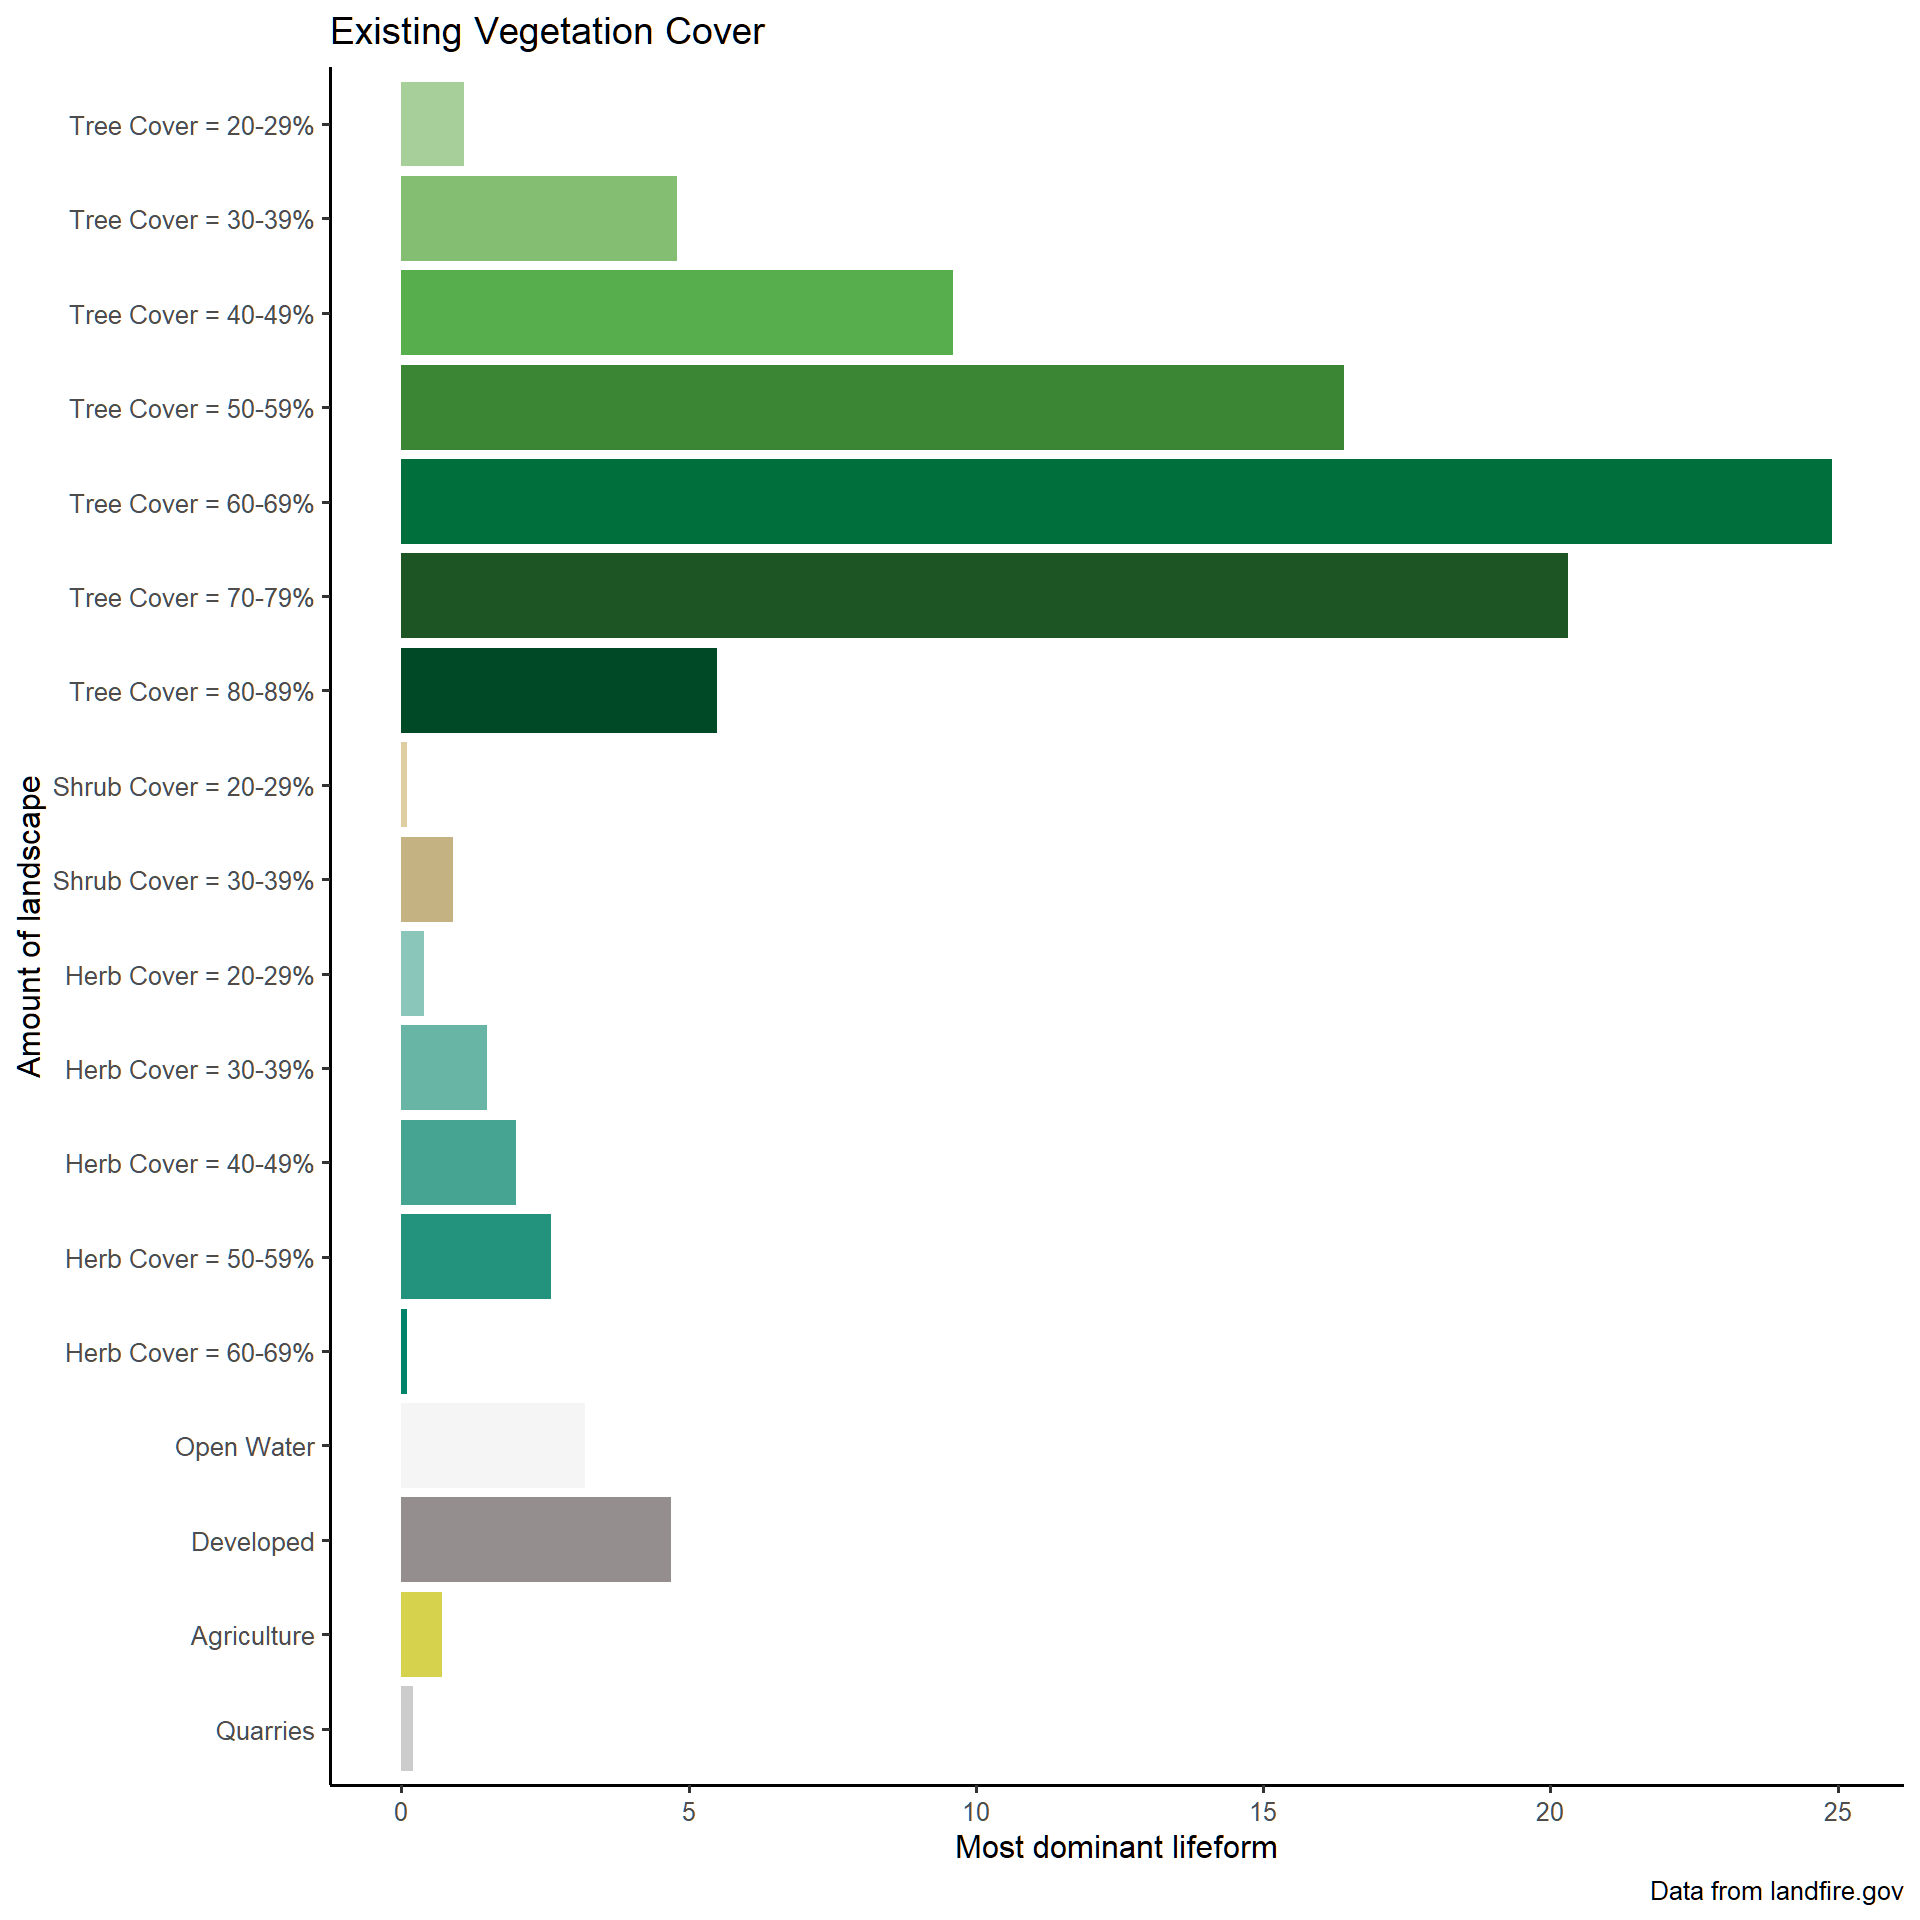 Existing Vegetation Cover
Tree Cover = 20-29%
Tree Cover = 30-39%
Tree Cover = 40-49%
Tree Cover = 50-59%
Tree Cover = 60-69%
Tree Cover = 70-79%
Tree Cover = 80-89%
Shrub Cover = 20-29%
Shrub Cover = 30-39%
Herb Cover = 20-29%
Herb Cover = 30-39%
Herb Cover = 40-49%
Herb Cover = 50-59%
Herb Cover = 60-69%
Open Water
Developed
Agriculture
Quarries
Amount of landscape
0 5 10 15 20 25
Most dominant lifeform
Data from landfire.gov